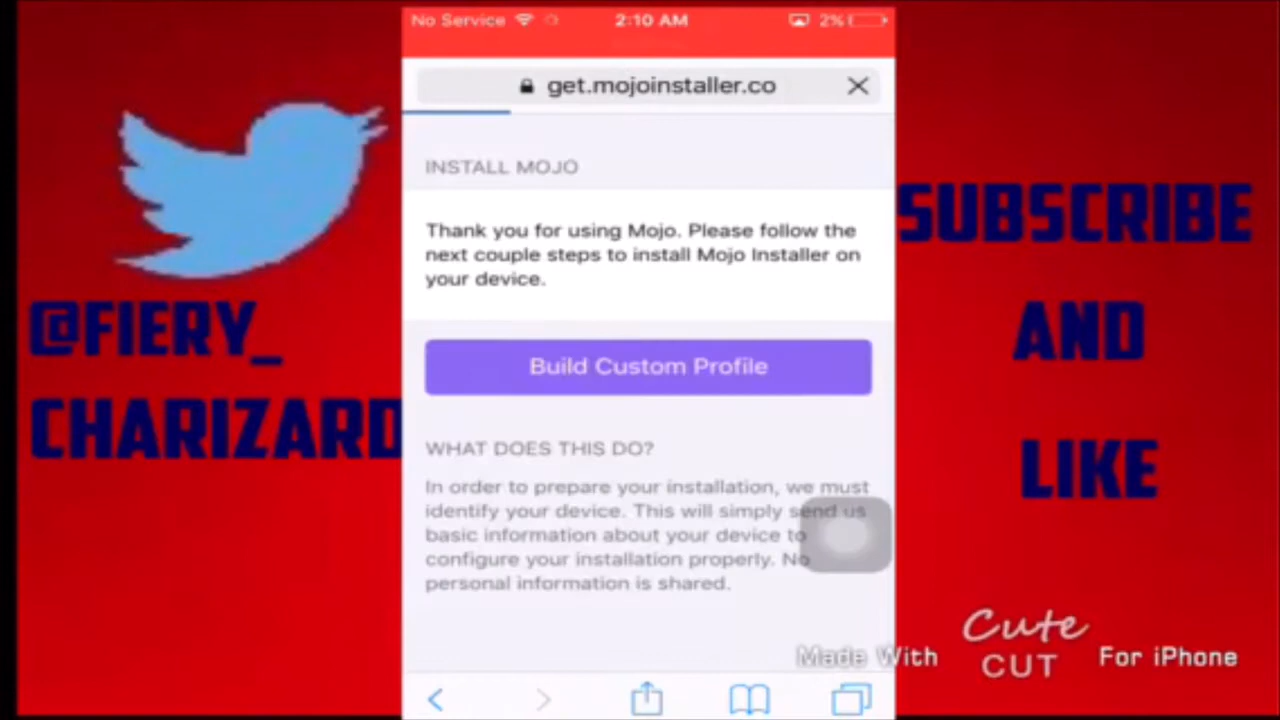 No Service
2:10 AM
2%
get.mojoinstaller.co
INSTALL MOJO
Thank you for using Mojo. Please follow the
next couple steps to install Mojo Installer on
your device.
Build Custom Profile
WHAT DOES THIS DO?
In order to prepare your installation, we must
identify your device. This will simply send us
basic information about your device to
configure your installation properly. No
personal information is shared.
@FIERY_
CHARIZARD
SUBSCRIBE
AND
LIKE
Made With Cute CUT For iPhone